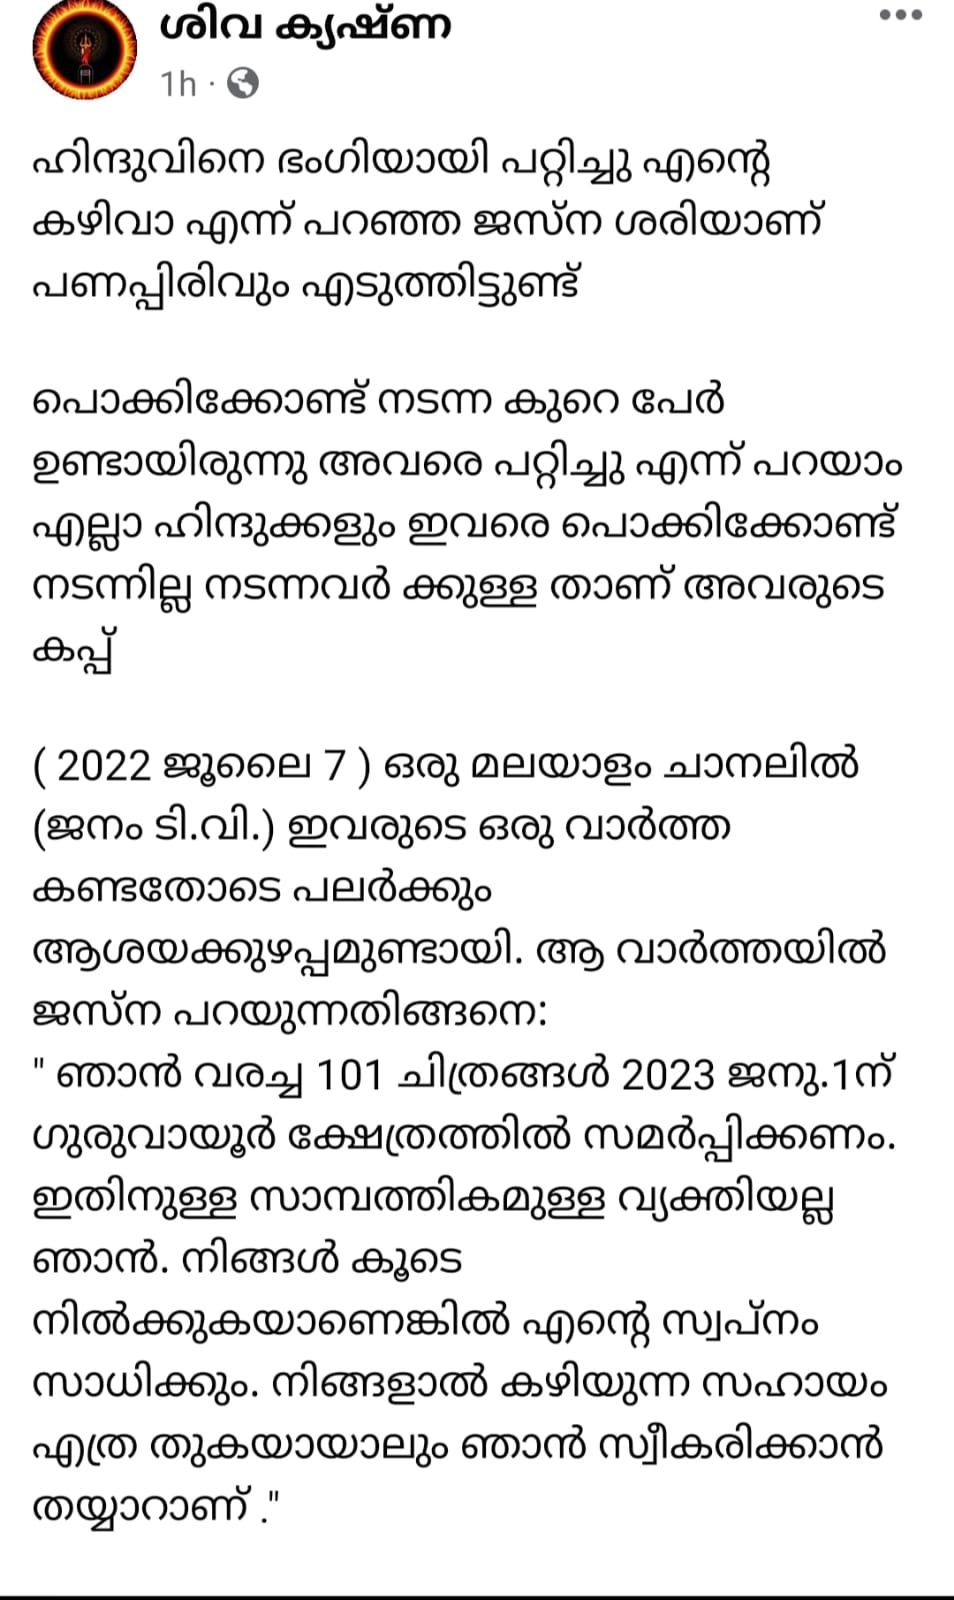 ശിവ കൃഷ്ണ
1h ·
ഹിന്ദുവിനെ ഭംഗിയായി പറ്റിച്ചു എന്റെ
കഴിവാ എന്ന് പറഞ്ഞ ജസ്ന ശരിയാണ്
പണപ്പിരിവും എടുത്തിട്ടുണ്ട്
പൊക്കിക്കോണ്ട് നടന്ന കുറെ പേർ
ഉണ്ടായിരുന്നു അവരെ പറ്റിച്ചു എന്ന് പറയാം
എല്ലാ ഹിന്ദുക്കളും ഇവരെ പൊക്കിക്കോണ്ട്
നടന്നില്ല നടന്നവർ ക്കുള്ള താണ് അവരുടെ
കപ്പ്
( 2022 ജൂലൈ 7 ) ഒരു മലയാളം ചാനലിൽ
(ജനം ടി.വി.) ഇവരുടെ ഒരു വാർത്ത
കണ്ടതോടെ പലർക്കും
ആശയക്കുഴപ്പമുണ്ടായി. ആ വാർത്തയിൽ
ജസ്ന പറയുന്നതിങ്ങനെ:
" ഞാൻ വരച്ച 101 ചിത്രങ്ങൾ 2023 ജനു.1ന്
ഗുരുവായൂർ ക്ഷേത്രത്തിൽ സമർപ്പിക്കണം.
ഇതിനുള്ള സാമ്പത്തികമുള്ള വ്യക്തിയല്ല
ഞാൻ. നിങ്ങൾ കൂടെ
നിൽക്കുകയാണെങ്കിൽ എന്റെ സ്വപ്നം
സാധിക്കും. നിങ്ങളാൽ കഴിയുന്ന സഹായം
എത്ര തുകയായാലും ഞാൻ സ്വീകരിക്കാൻ
തയ്യാറാണ് ."